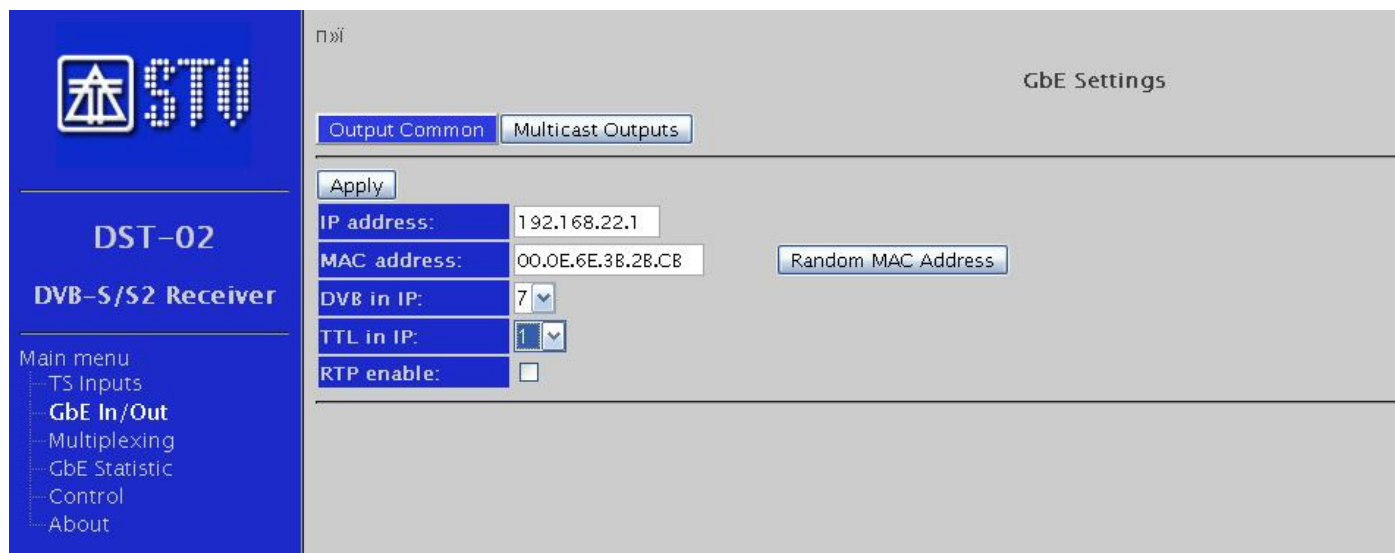 STV
DST-02
DVB-S/S2 Receiver
Main menu
TS Inputs
GbE In/Out
Multiplexing
GbE Statistic
Control
About
п»ї
GbE Settings
Output Common
Multicast Outputs
Apply
IP address: 192.168.22.1
MAC address: 00.0E.6E.3B.2B.CB Random MAC Address
DVB in IP: 7
TTL in IP: 1
RTP enable: